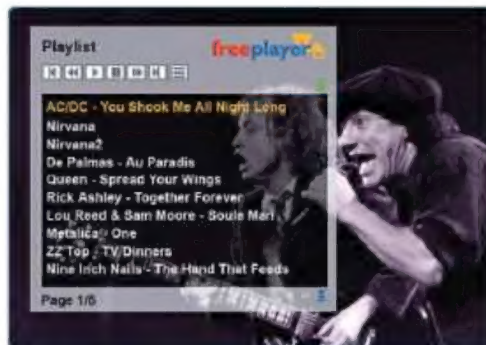 Playlist
freeplayer
AC/DC - You Shook Me All Night Long
Nirvana
Nirvana2
De Palmas - Au Paradis
Queen - Spread Your Wings
Rick Ashley - Together Forever
Lou Reed & Sam Moore - Soule Man
Metalica - One
ZZ Top - TV Dinners
Nine Inch Nails - The Hand That Feeds
Page 1/5